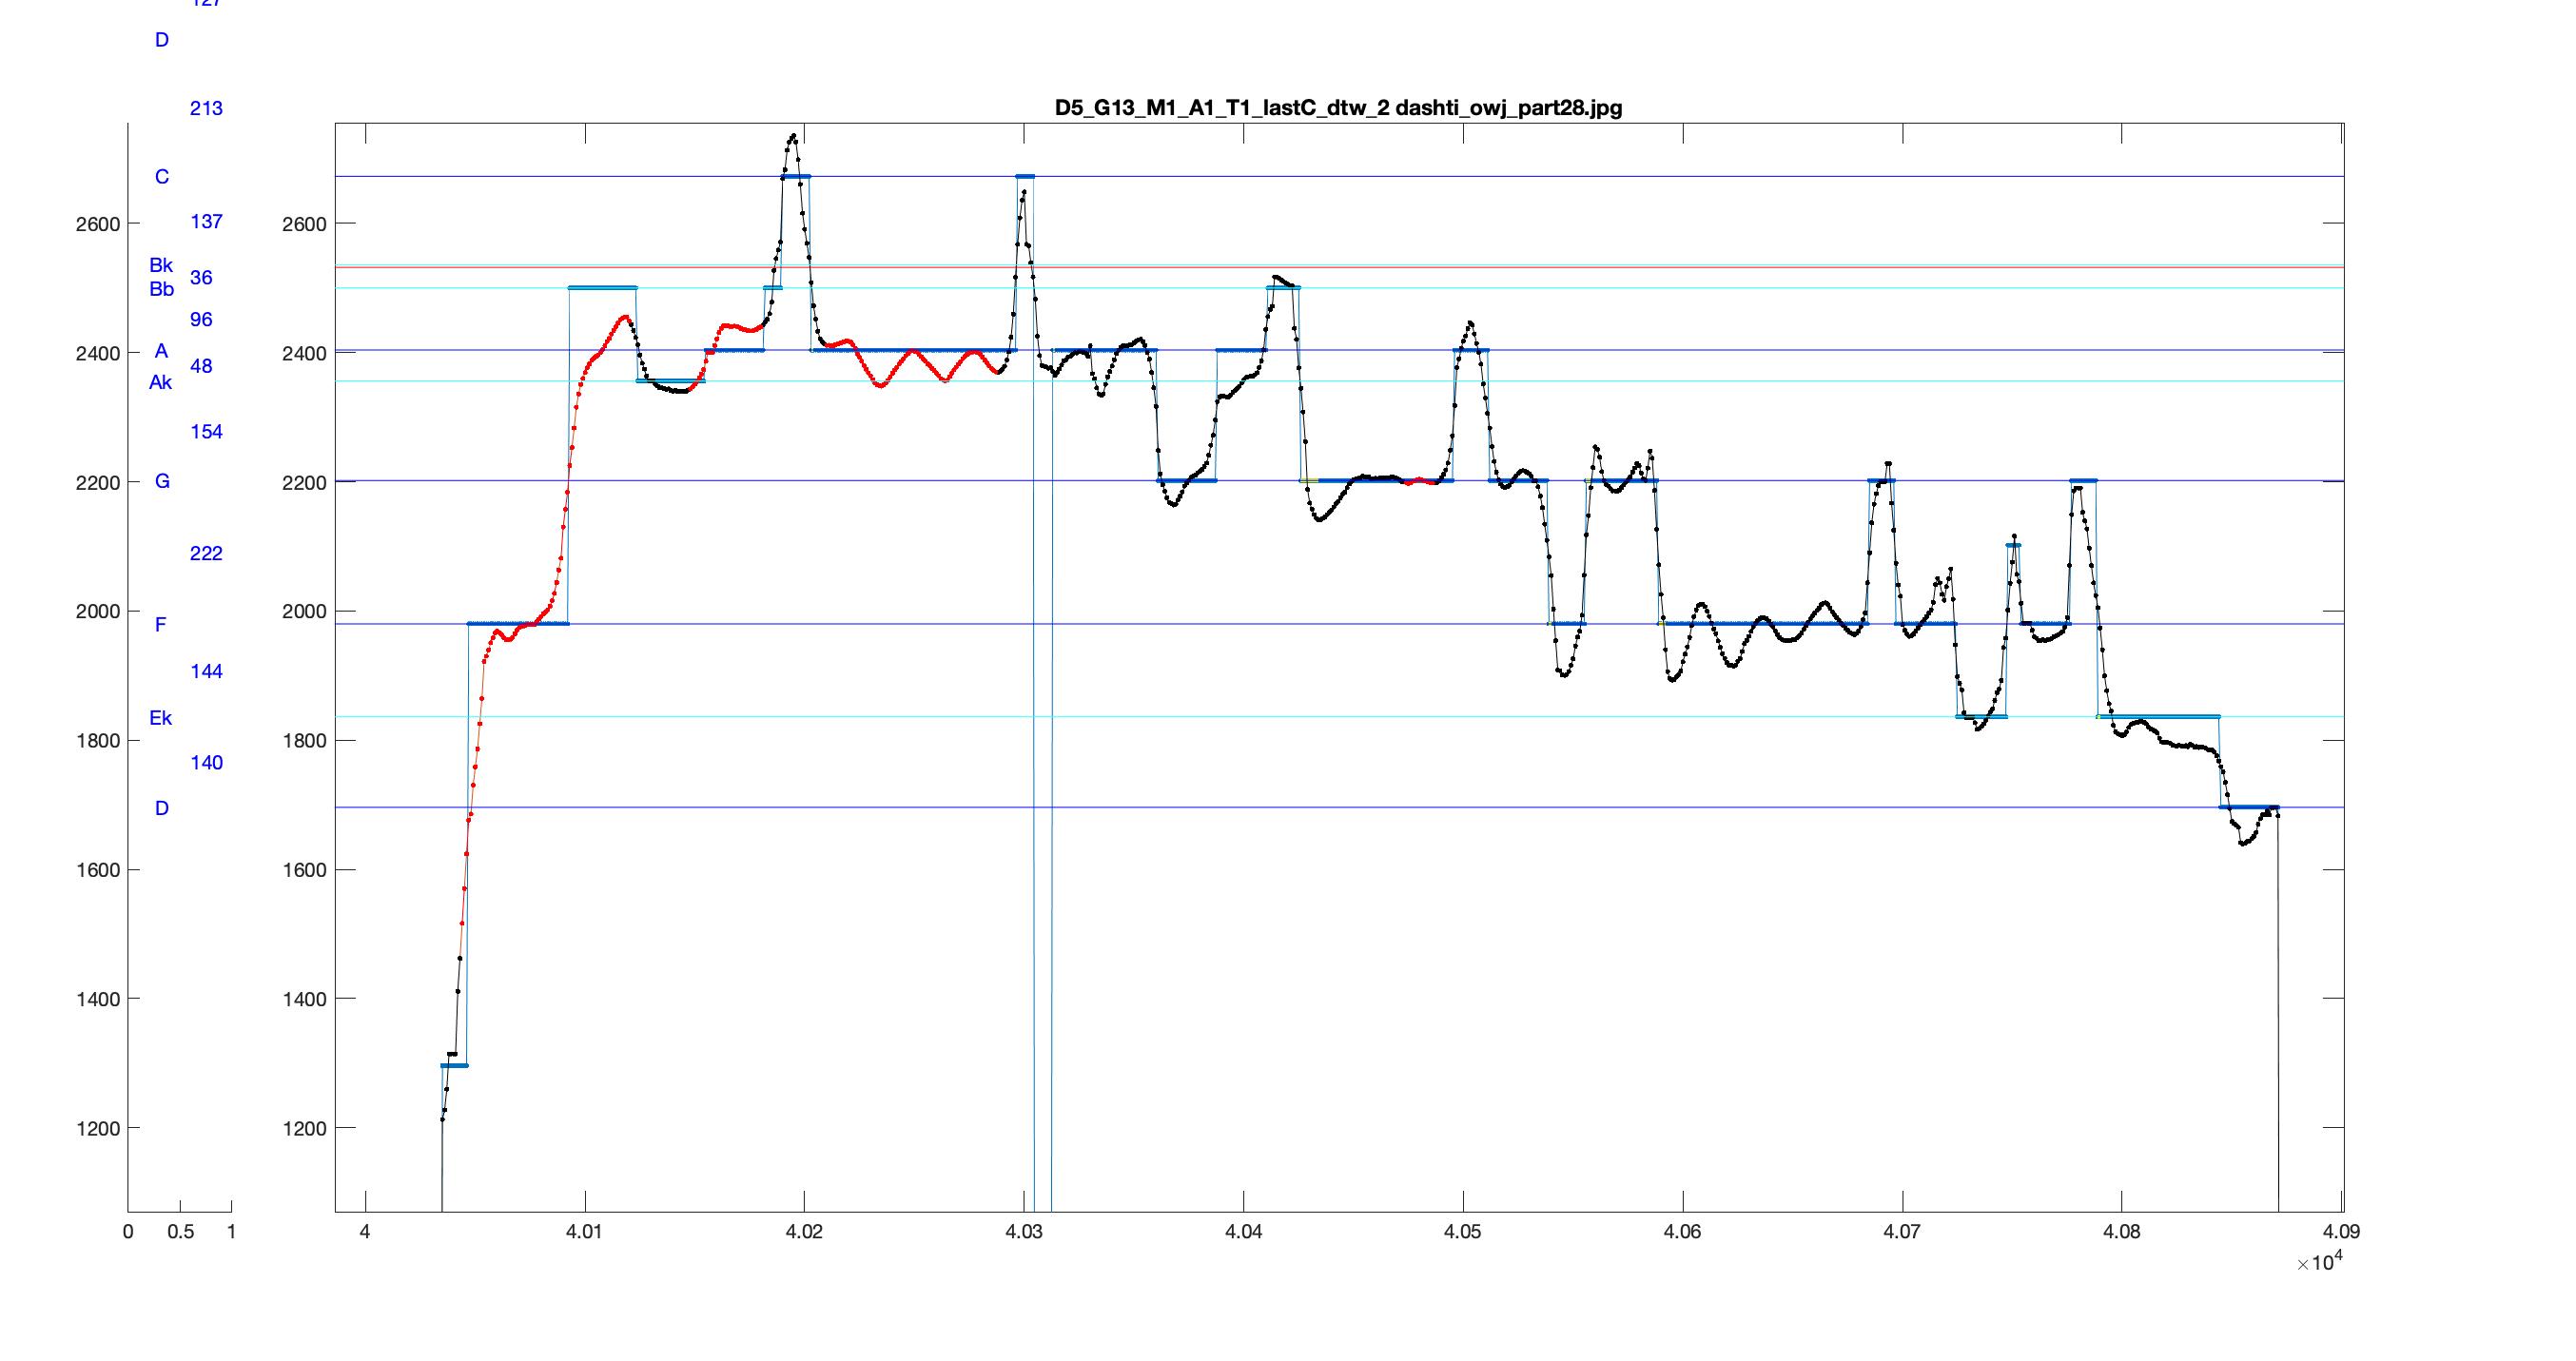 127
D
D5_G13_M1_A1_T1_lastC_dtw_2 dashti_owj_part28.jpg
213
C
2600 137 2600
Bk 36
Bb
96
2400 A 2400
48
Ak
154
2200 G 2200
222
2000 F 2000
144
Ek
1800 1800
140
D
1600 1600
1400 1400
1200 1200
0 0.5 1 4 4.01 4.02 4.03 4.04 4.05 4.06 4.07 4.08 4.09
×10^4